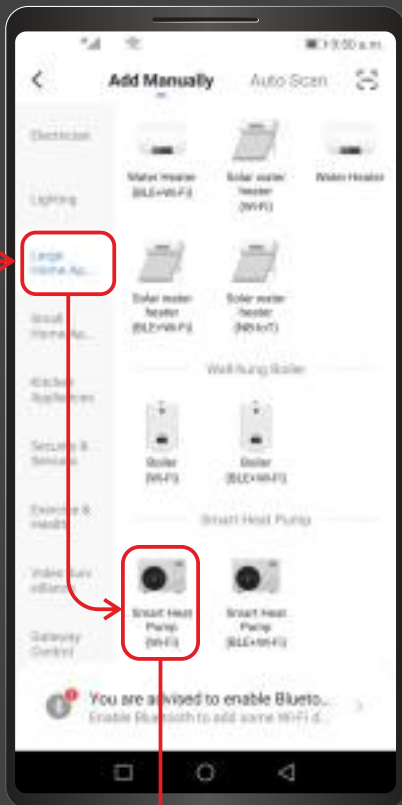 9:50 a.m.
Add Manually
Auto Scan
Electrician
Lighting
Large
Home Ap...
Small
Home Ap...
Kitchen
Appliances
Security &
Sensors
Exercise &
Health
Video Surv
eillance
Gateway
Control
Water Heater
(BLE+Wi-Fi)
Solar water
heater
(Wi-Fi)
Water Heater
Solar water
heater
(BLE+Wi-Fi)
Solar water
heater
(NB-IoT)
Wall-hung Boiler
Boiler
(Wi-Fi)
Boiler
(BLE+Wi-Fi)
Smart Heat Pump
Smart Heat
Pump
(Wi-Fi)
Smart Heat
Pump
(BLE+Wi-Fi)
You are advised to enable Blueto...
Enable Bluetooth to add some Wi-Fi d...